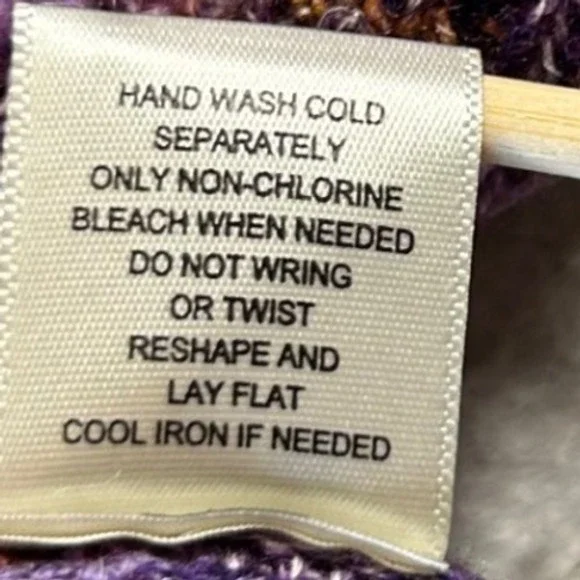 HAND WASH COLD
SEPARATELY
ONLY NON-CHLORINE
BLEACH WHEN NEEDED
DO NOT WRING
OR TWIST
RESHAPE AND
LAY FLAT
COOL IRON IF NEEDED